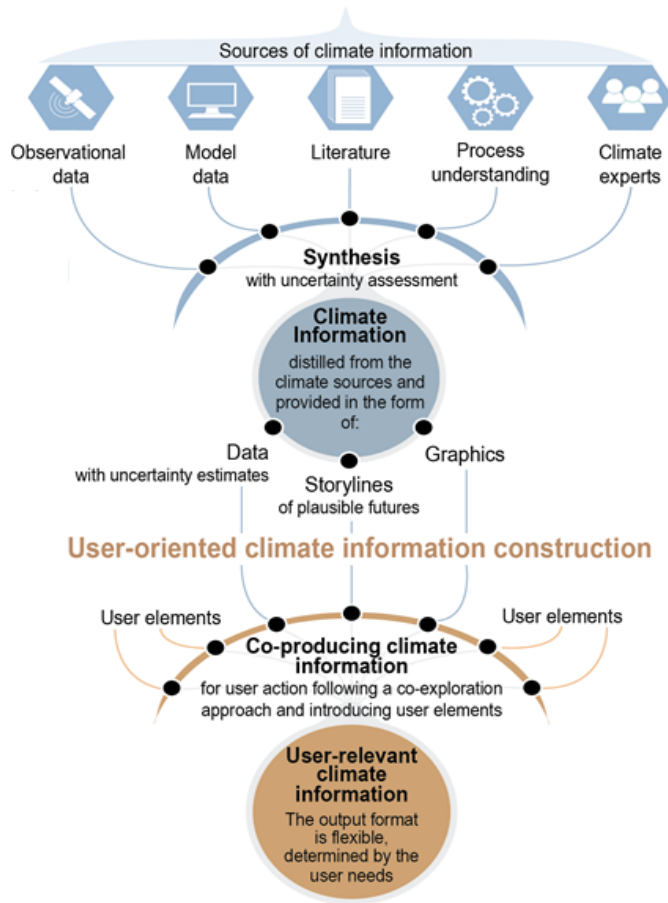 Sources of climate information
Observational
data
Model
data
Literature
Process
understanding
Climate
experts
Synthesis
with uncertainty assessment
Climate
Information
distilled from the
climate sources and
provided in the form
of:
Data
with uncertainty estimates
Storylines
of plausible futures
Graphics
User-oriented climate information construction
User elements
User elements
Co-producing climate
information
for user action following a co-exploration
approach and introducing user elements
User-relevant
climate
information
The output format
is flexible,
determined by the
user needs